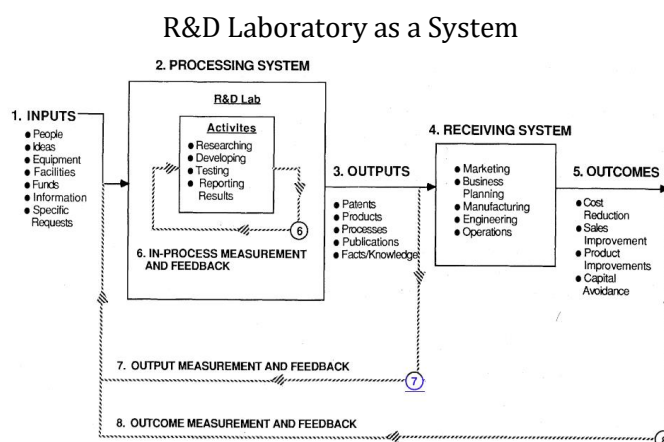 R&D Laboratory as a System
2. PROCESSING SYSTEM
R&D Lab
1. INPUTS
● People
● Ideas
● Equipment
● Facilities
● Funds
● Information
● Specific
Requests
Activites
● Researching
● Developing
● Testing
● Reporting
Results
6
6. IN-PROCESS MEASUREMENT
AND FEEDBACK
3. OUTPUTS
● Patents
● Products
● Processes
● Publications
● Facts/Knowledge
4. RECEIVING SYSTEM
● Marketing
● Business
Planning
● Manufacturing
● Engineering
● Operations
5. OUTCOMES
● Cost
Reduction
● Sales
Improvement
● Product
Improvements
● Capital
Avoidance
7. OUTPUT MEASUREMENT AND FEEDBACK
7
8. OUTCOME MEASUREMENT AND FEEDBACK